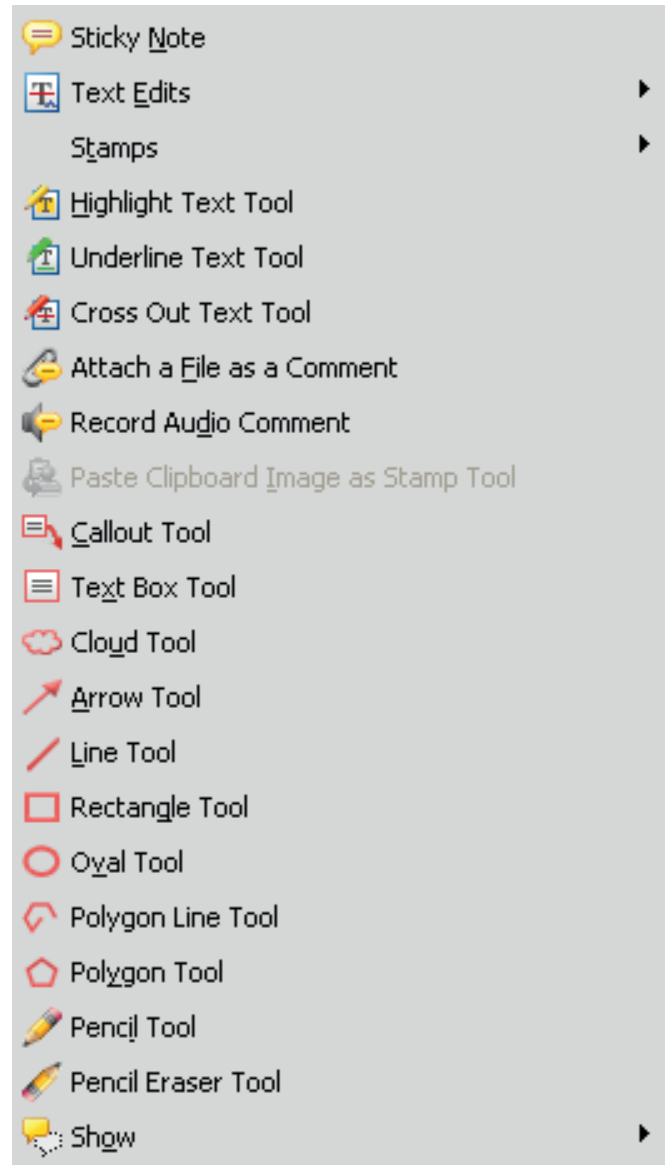 Sticky Note
Text Edits
Stamps
Highlight Text Tool
Underline Text Tool
Cross Out Text Tool
Attach a File as a Comment
Record Audio Comment
Paste Clipboard Image as Stamp Tool
Callout Tool
Text Box Tool
Cloud Tool
Arrow Tool
Line Tool
Rectangle Tool
Oval Tool
Polygon Line Tool
Polygon Tool
Pencil Tool
Pencil Eraser Tool
Show